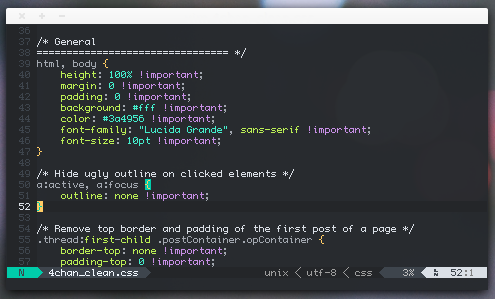 36
37 /* General
38 ================================ */
39 html, body {
40     height: 100% !important;
41     margin: 0 !important;
42     padding: 0 !important;
43     background: #fff !important;
44     color: #3a4956 !important;
45     font-family: "Lucida Grande", sans-serif !important;
46     font-size: 10pt !important;
47 }
48
49 /* Hide ugly outline on clicked elements */
50 a:active, a:focus {
51     outline: none !important;
52 }
53
54 /* Remove top border and padding of the first post of a page */
55 .thread:first-child .postContainer.opContainer {
56     border-top: none !important;
57     padding-top: 0 !important;
N 4chan_clean.css unix < utf-8 < css 3% 52:1